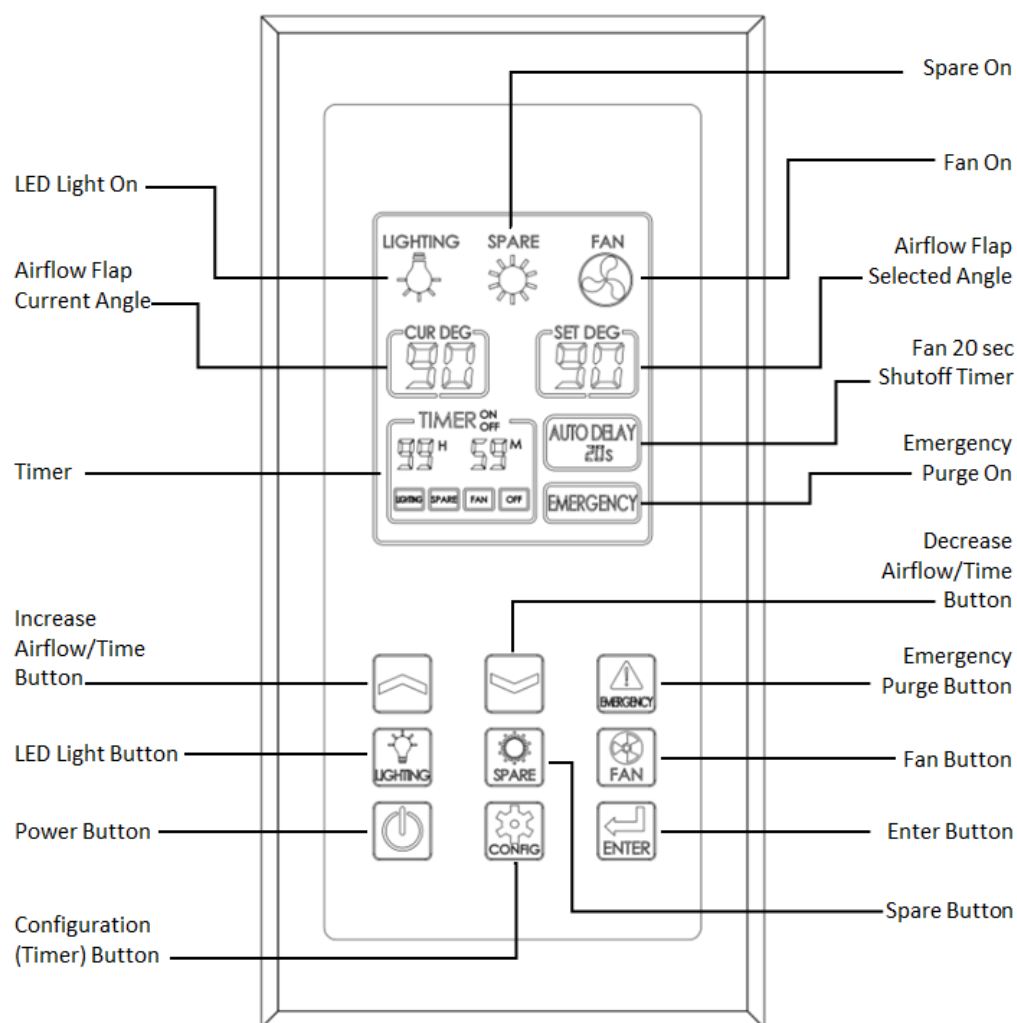 Spare On
Fan On
LED Light On
LIGHTING SPARE FAN
Airflow Flap
Current Angle
Airflow Flap
Selected Angle
CUR DEG SET DEG
90 90
Fan 20 sec
Shutoff Timer
TIMER ON
OFF
99 H 59 M
AUTO DELAY
20s
Timer
Emergency
Purge On
LIGHTING SPARE FAN OFF
EMERGENCY
Decrease
Airflow/Time
Button
Increase
Airflow/Time
Button
Emergency
Purge Button
EMERGENCY
LED Light Button
LIGHTING
SPARE
FAN
Fan Button
Power Button
CONFIG
ENTER
Enter Button
Spare Button
Configuration
(Timer) Button